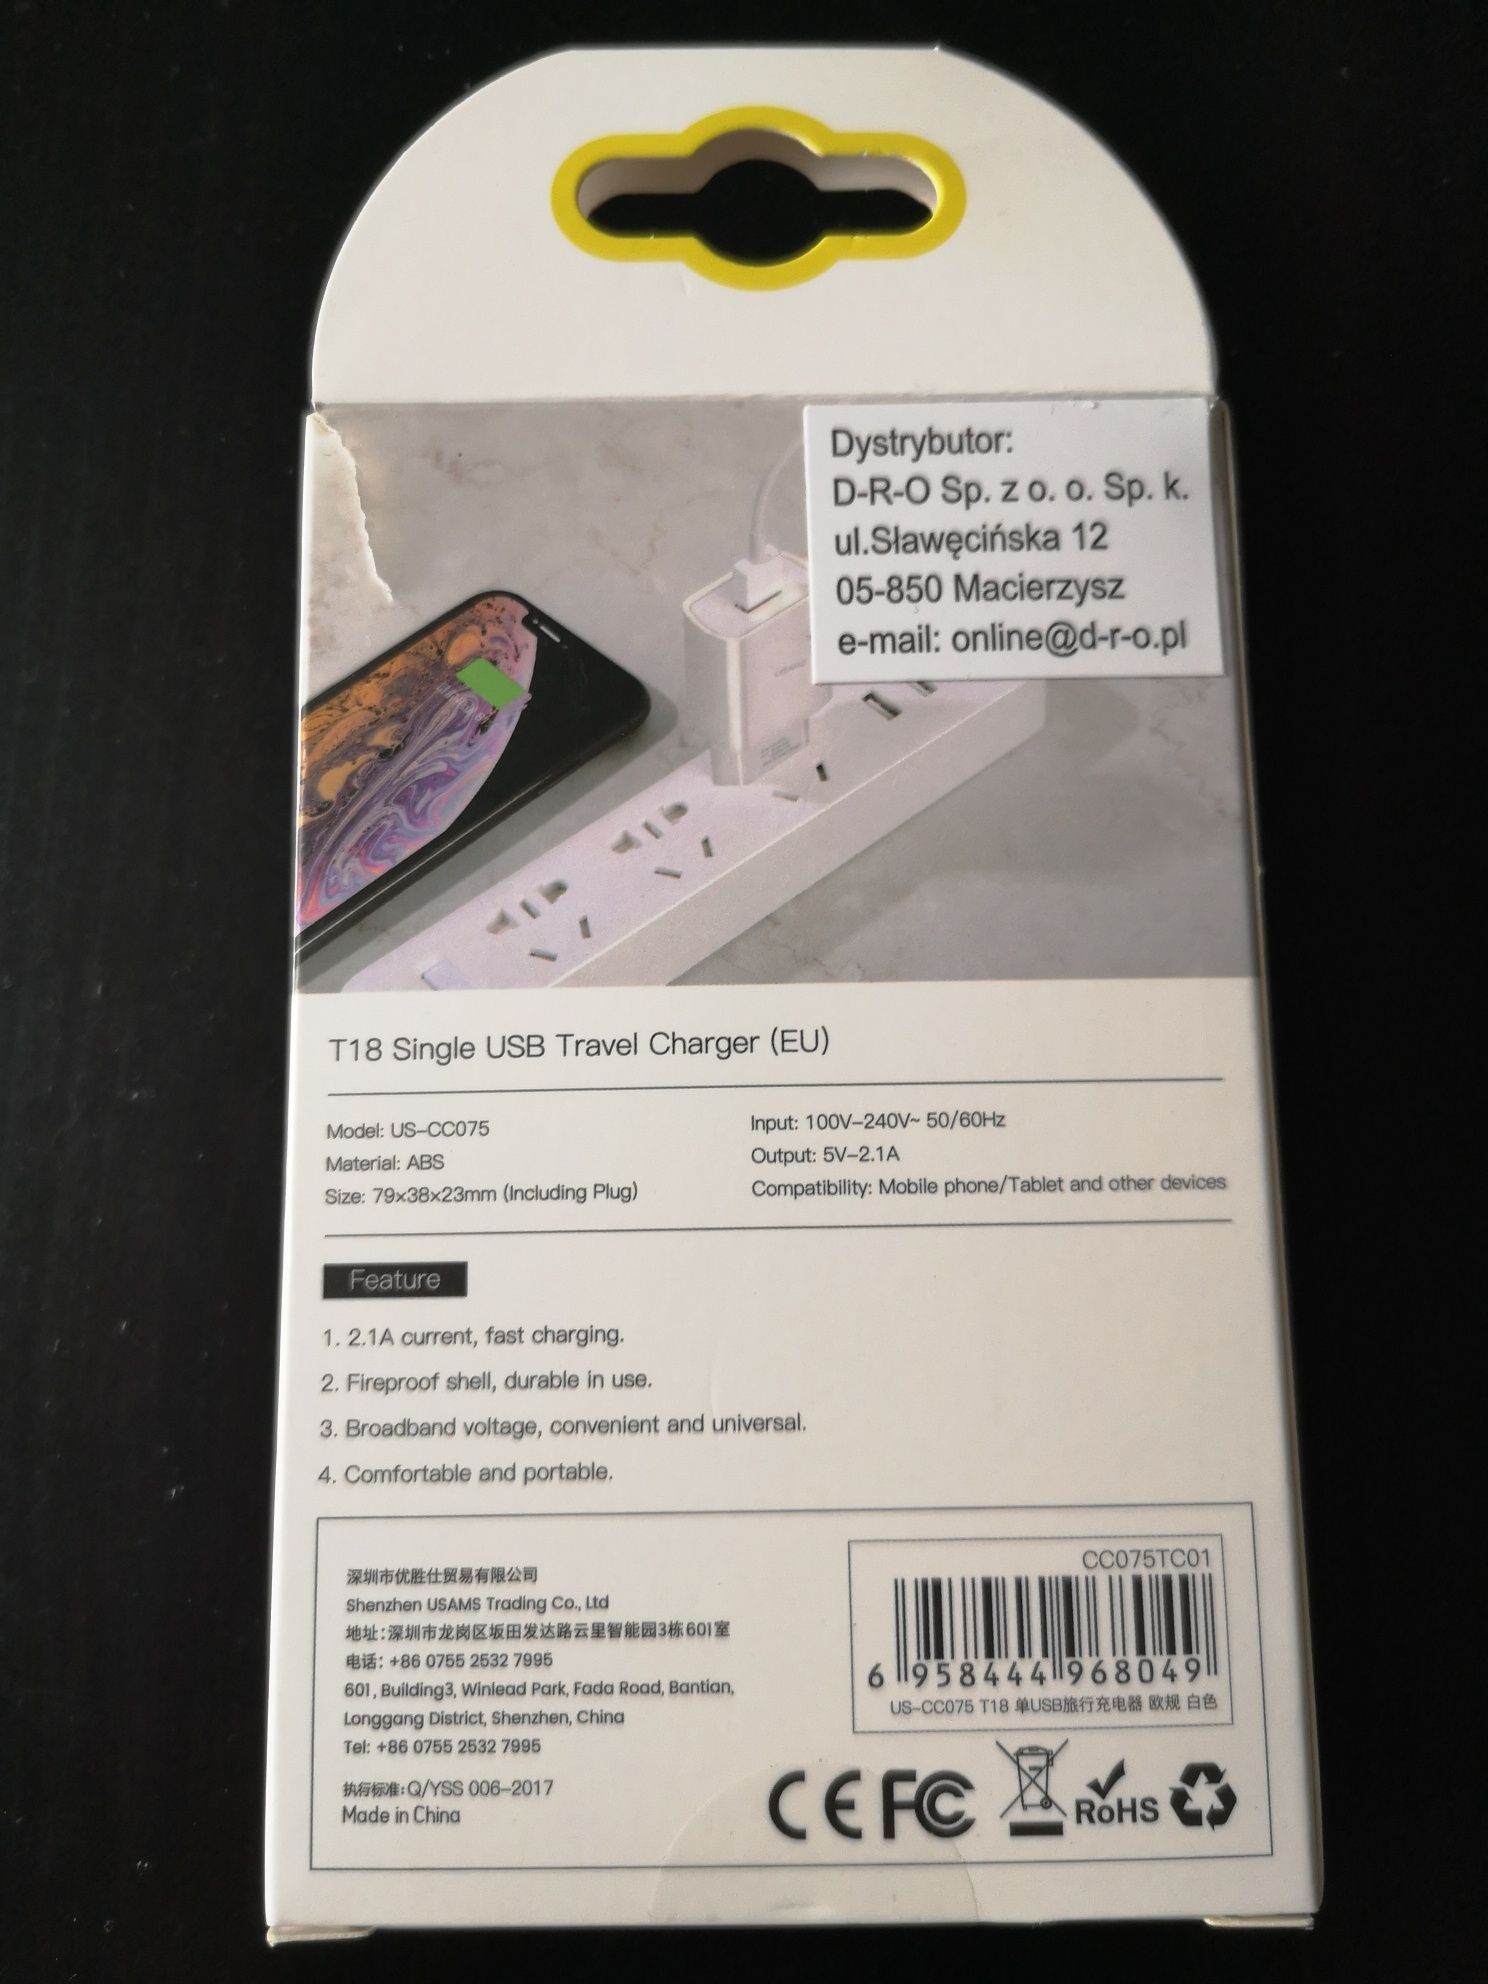 Dystrybutor:
D-R-O Sp. z o. o. Sp. k.
ul.Sławęcińska 12
05-850 Macierzysz
e-mail: online@d-r-o.pl
T18 Single USB Travel Charger (EU)
Model: US-CC075
Material: ABS
Size: 79×38×23mm (Including Plug)
Input: 100V-240V~ 50/60Hz
Output: 5V-2.1A
Compatibility: Mobile phone/Tablet and other devices
Feature
1. 2.1A current, fast charging.
2. Fireproof shell, durable in use.
3. Broadband voltage, convenient and universal.
4. Comfortable and portable.
深圳市优胜仕贸易有限公司
Shenzhen USAMS Trading Co., Ltd
地址:深圳市龙岗区坂田发达路云里智能园3栋601室
电话: +86 0755 2532 7995
601, Building3, Winlead Park, Fada Road, Bantian,
Longgang District, Shenzhen, China
Tel: +86 0755 2532 7995
执行标准:Q/YSS 006-2017
Made in China
CC075TC01
6 958444 968049
US-CC075 T18 单USB旅行充电器 欧规 白色
CE FC RoHS